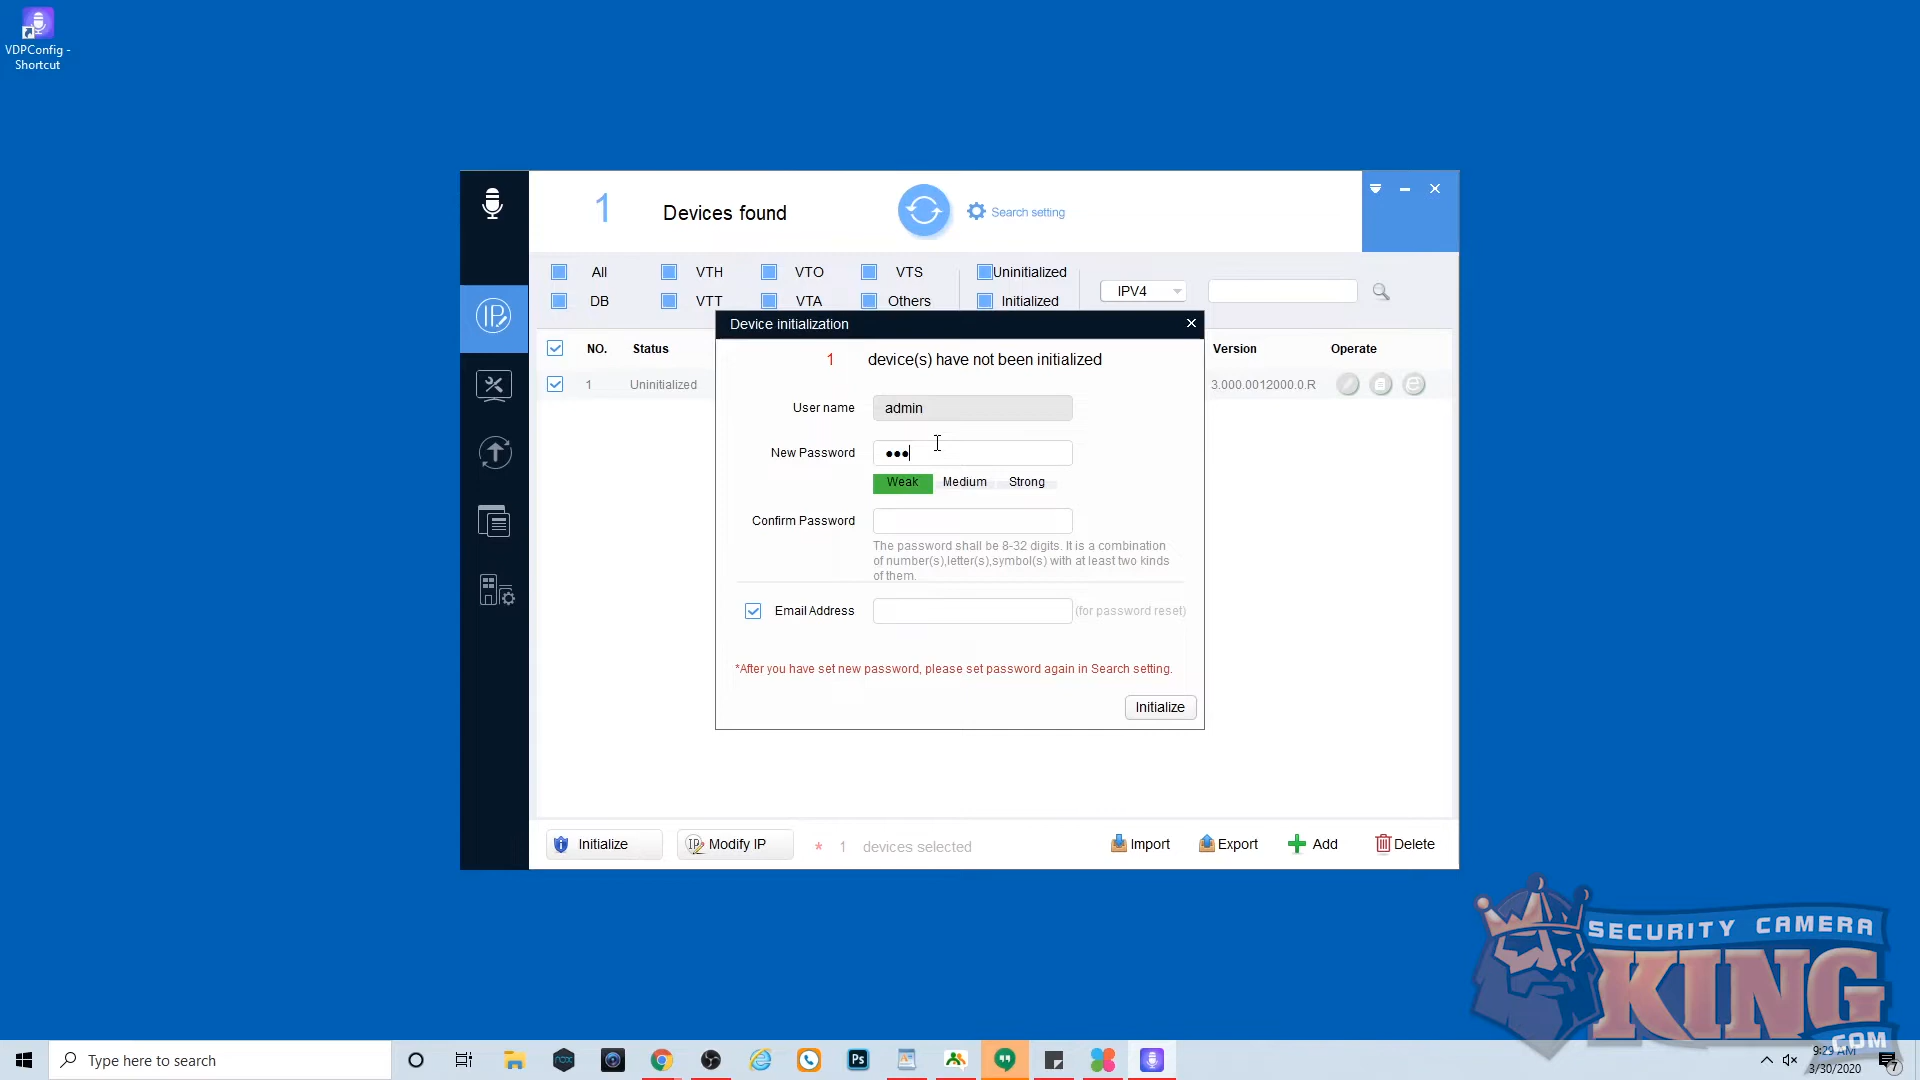 VDPConfig -
Shortcut
1 Devices found Search setting
All VTH VTO VTS Uninitialized
DB VTT VTA Others Initialized
IPV4
NO. Status Version Operate
1 Uninitialized 3.000.0012000.0.R
Device initialization
1 device(s) have not been initialized
User name admin
New Password ●●●
Weak Medium Strong
Confirm Password
The password shall be 8-32 digits. It is a combination
of number(s),letter(s),symbol(s) with at least two kinds
of them.
Email Address (for password reset)
*After you have set new password, please set password again in Search setting.
Initialize
Initialize Modify IP * 1 devices selected Import Export Add Delete
SECURITY CAMERA
KING
.COM
Type here to search
Ps
9:29 AM
3/30/2020
7